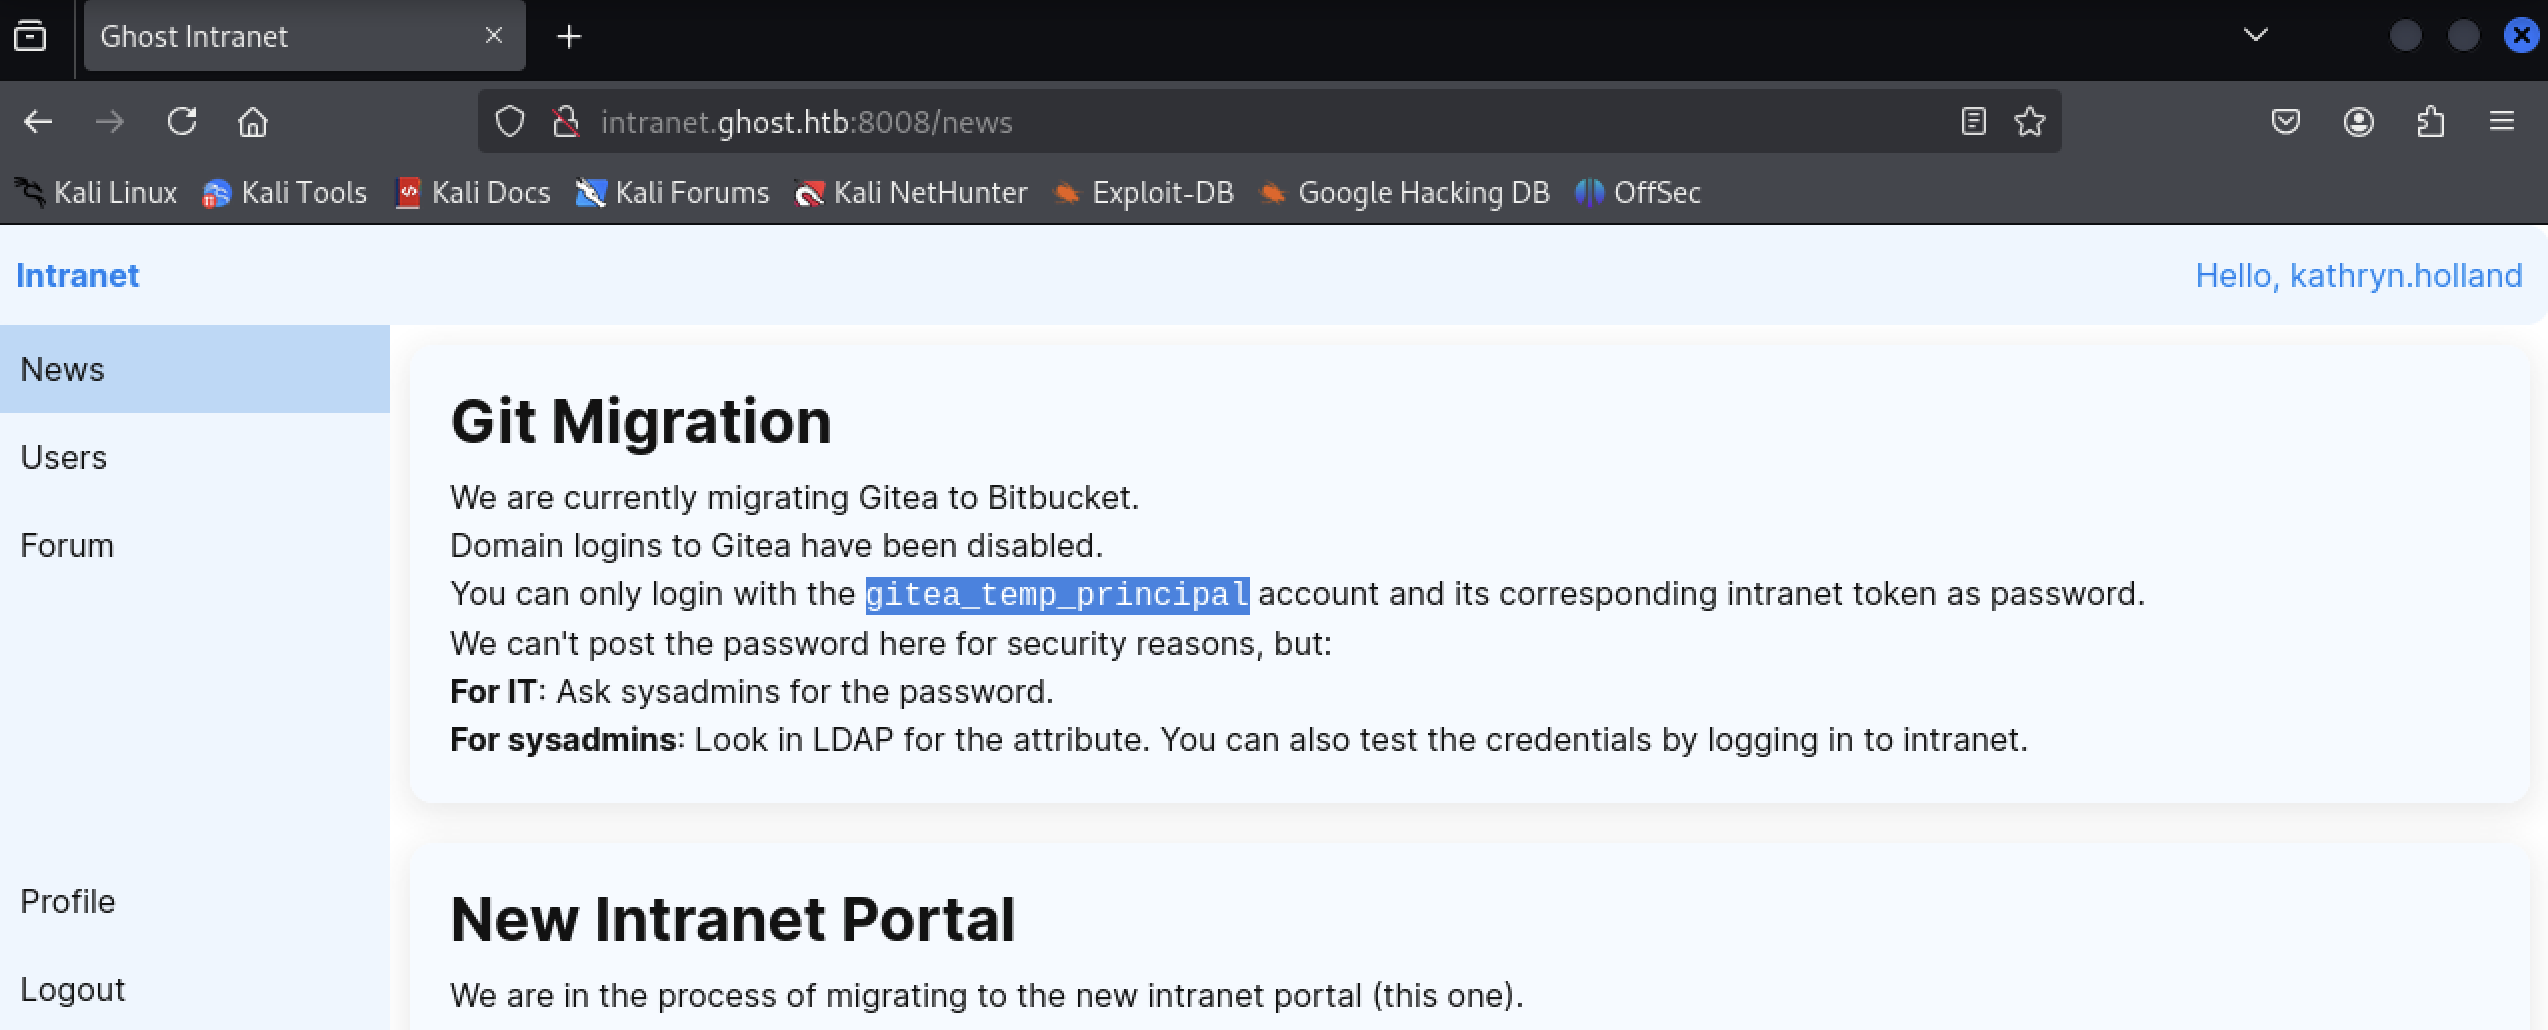 Ghost Intranet
intranet.ghost.htb:8008/news
Kali Linux Kali Tools Kali Docs Kali Forums Kali NetHunter Exploit-DB Google Hacking DB OffSec
Intranet
Hello, kathryn.holland
News
Users
Forum
Profile
Logout
Git Migration
We are currently migrating Gitea to Bitbucket.
Domain logins to Gitea have been disabled.
You can only login with the gitea_temp_principal account and its corresponding intranet token as password.
We can't post the password here for security reasons, but:
For IT: Ask sysadmins for the password.
For sysadmins: Look in LDAP for the attribute. You can also test the credentials by logging in to intranet.
New Intranet Portal
We are in the process of migrating to the new intranet portal (this one).